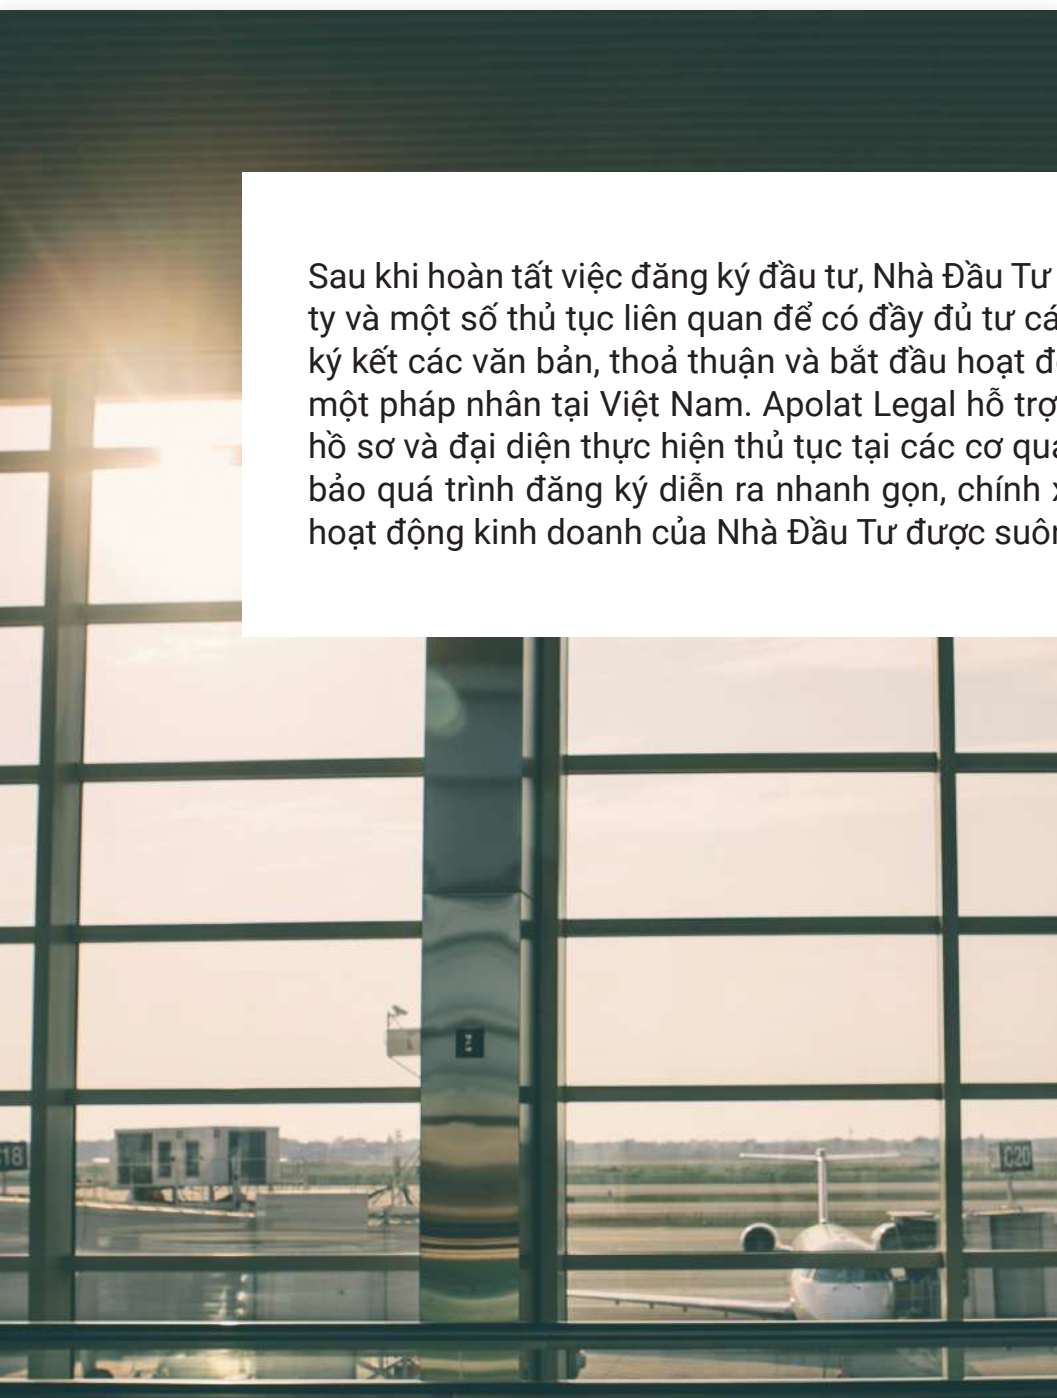 Sau khi hoàn tất việc đăng ký đầu tư, Nhà Đầu Tư
ty và một số thủ tục liên quan để có đầy đủ tư
ký kết các văn bản, thoả thuận và bắt đầu hoạt
một pháp nhân tại Việt Nam. Apolat Legal hỗ trợ
hồ sơ và đại diện thực hiện thủ tục tại các cơ
bảo quá trình đăng ký diễn ra nhanh gọn, chính
hoạt động kinh doanh của Nhà Đầu Tư được
18
C20